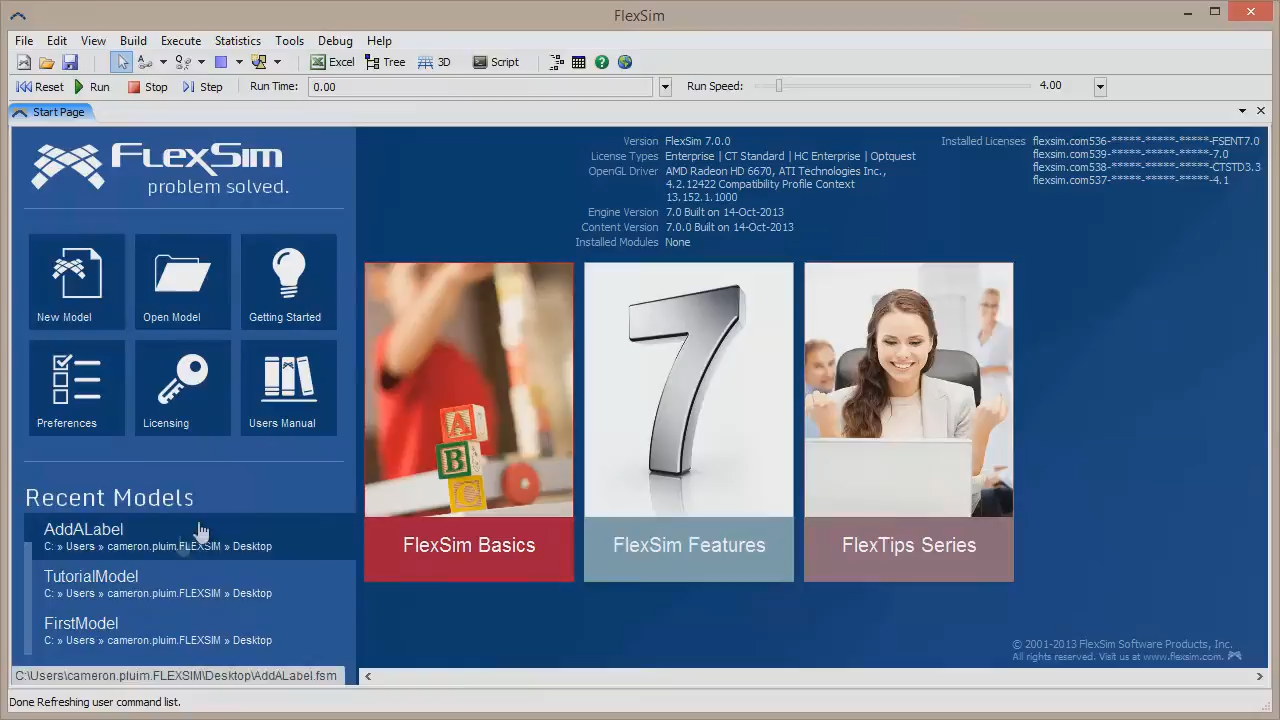 FlexSim
File Edit View Build Execute Statistics Tools Debug Help
Excel Tree 3D Script
Reset Run Stop Step Run Time: 0.00 Run Speed: 4.00
Start Page
FLEXSIM
problem solved.
New Model
Open Model
Getting Started
Preferences
Licensing
Users Manual
Recent Models
AddALabel
C: » Users » cameron.pluim.FLEXSIM » Desktop
TutorialModel
C: » Users » cameron.pluim.FLEXSIM » Desktop
FirstModel
C: » Users » cameron.pluim.FLEXSIM » Desktop
C:\Users\cameron.pluim.FLEXSIM\Desktop\AddALabel.fsm
Version FlexSim 7.0.0
License Types Enterprise | CT Standard | HC Enterprise | Optquest
OpenGL Driver AMD Radeon HD 6670, ATI Technologies Inc.,
4.2.12422 Compatibility Profile Context
13.152.1.1000
Engine Version 7.0 Built on 14-Oct-2013
Content Version 7.0.0 Built on 14-Oct-2013
Installed Modules None
Installed Licenses flexsim.com536-*****-*****-*****-FSENT7.0
flexsim.com539-*****-*****-*****-7.0
flexsim.com538-*****-*****-*****-CTSTD3.3
flexsim.com537-*****-*****-*****-4.1
A
B
C
7
FlexSim Basics
FlexSim Features
FlexTips Series
© 2001-2013 FlexSim Software Products, Inc.
All rights reserved. Visit us at www.flexsim.com.
Done Refreshing user command list.